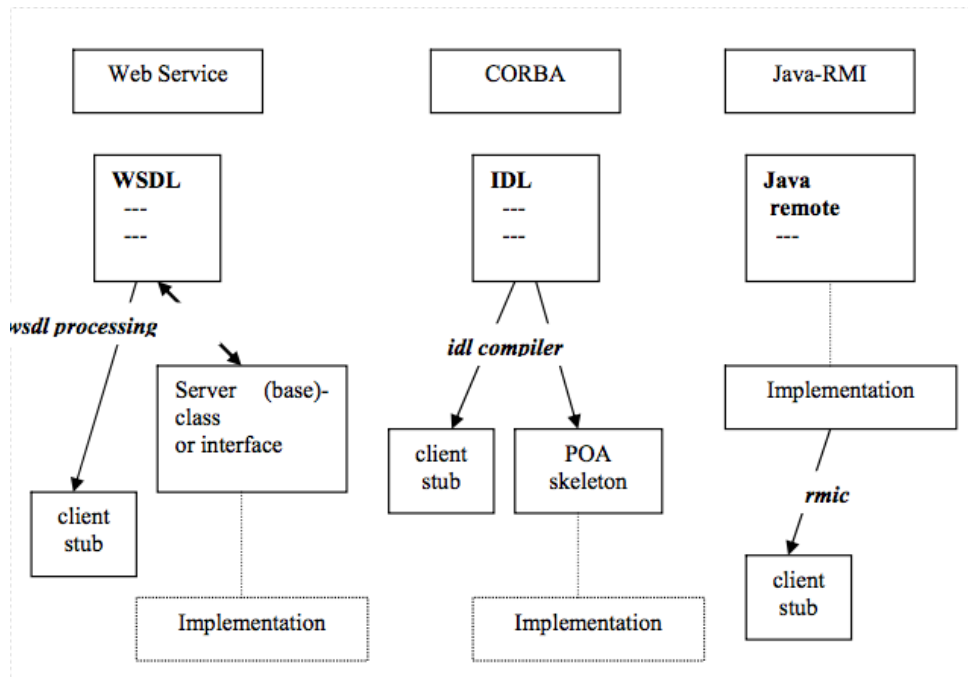 Web Service
CORBA
Java-RMI
WSDL
---
---
IDL
---
---
Java
remote
---
wsdl processing
idl compiler
Server (base)-
class
or interface
Implementation
client
stub
POA
skeleton
rmic
client
stub
client
stub
Implementation
Implementation